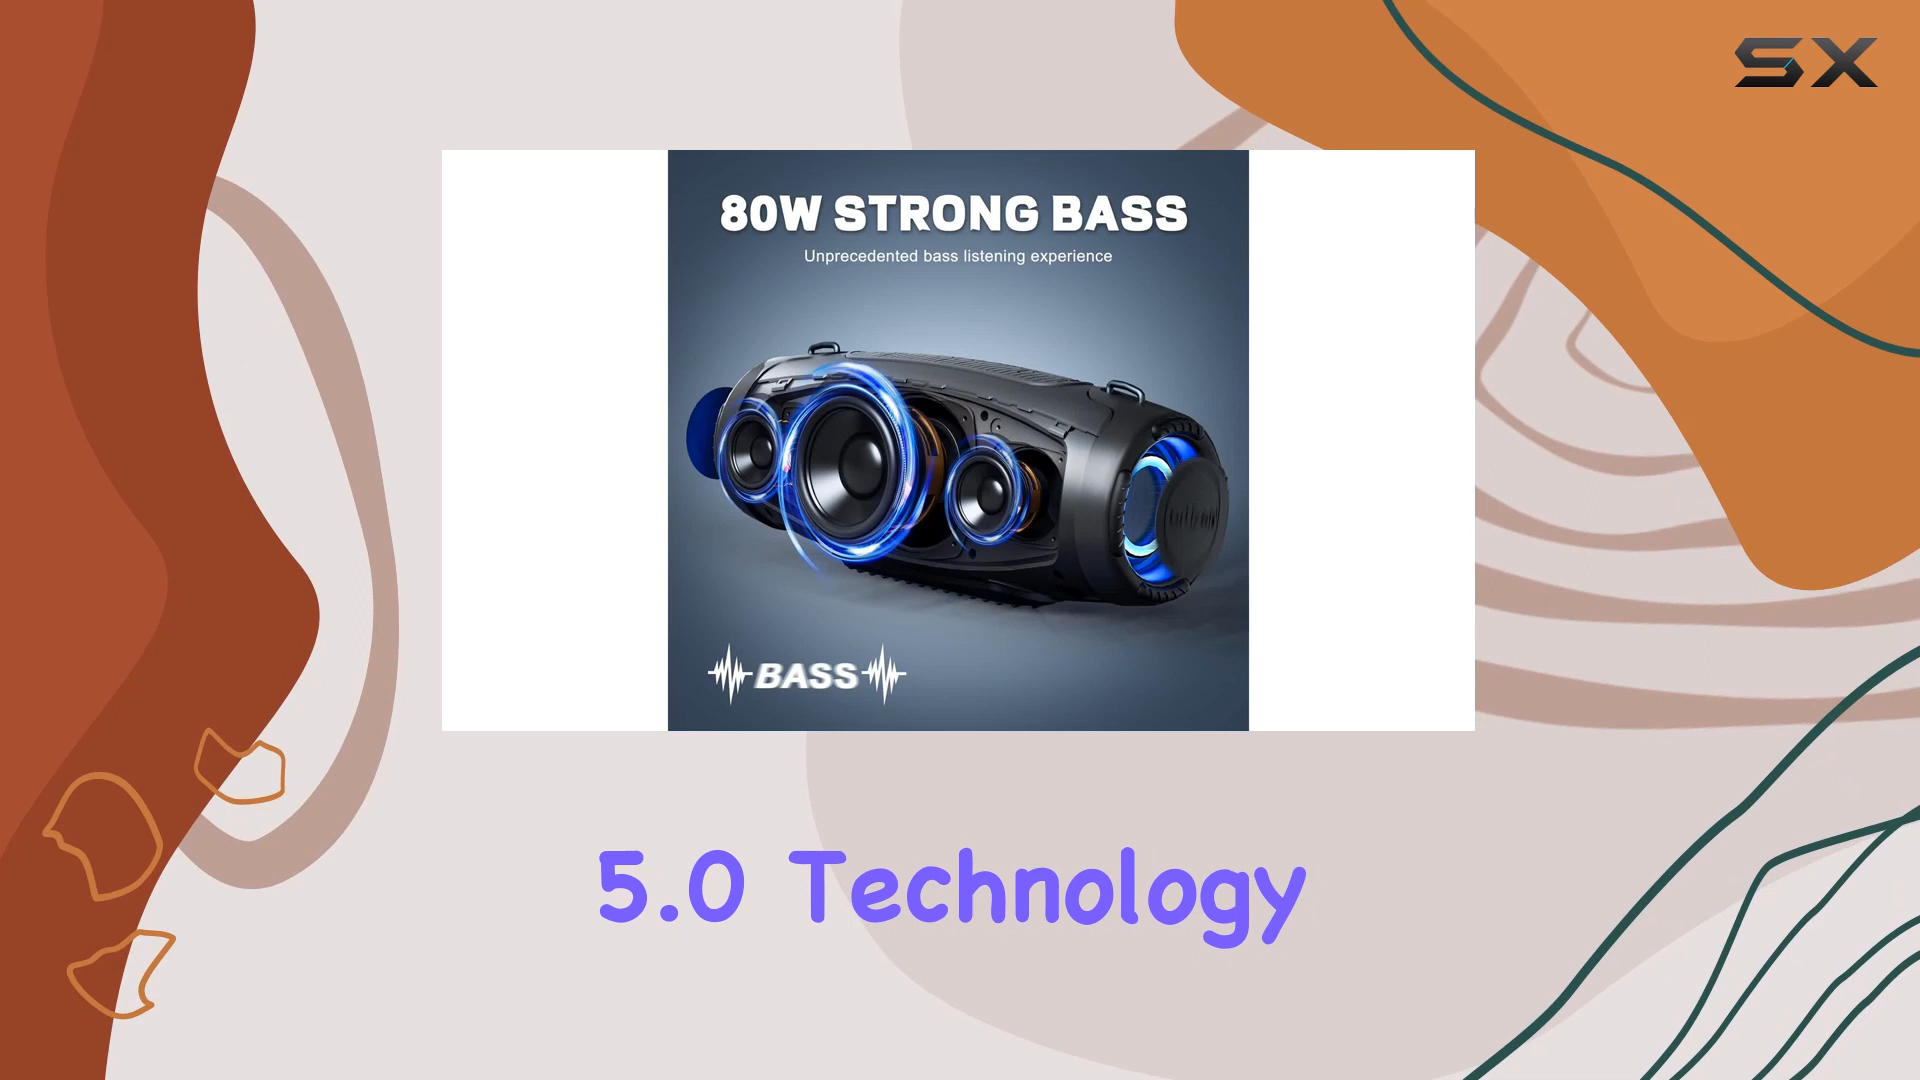 SX
80W STRONG BASS
Unprecedented bass listening experience
BASS
5.0 Technology